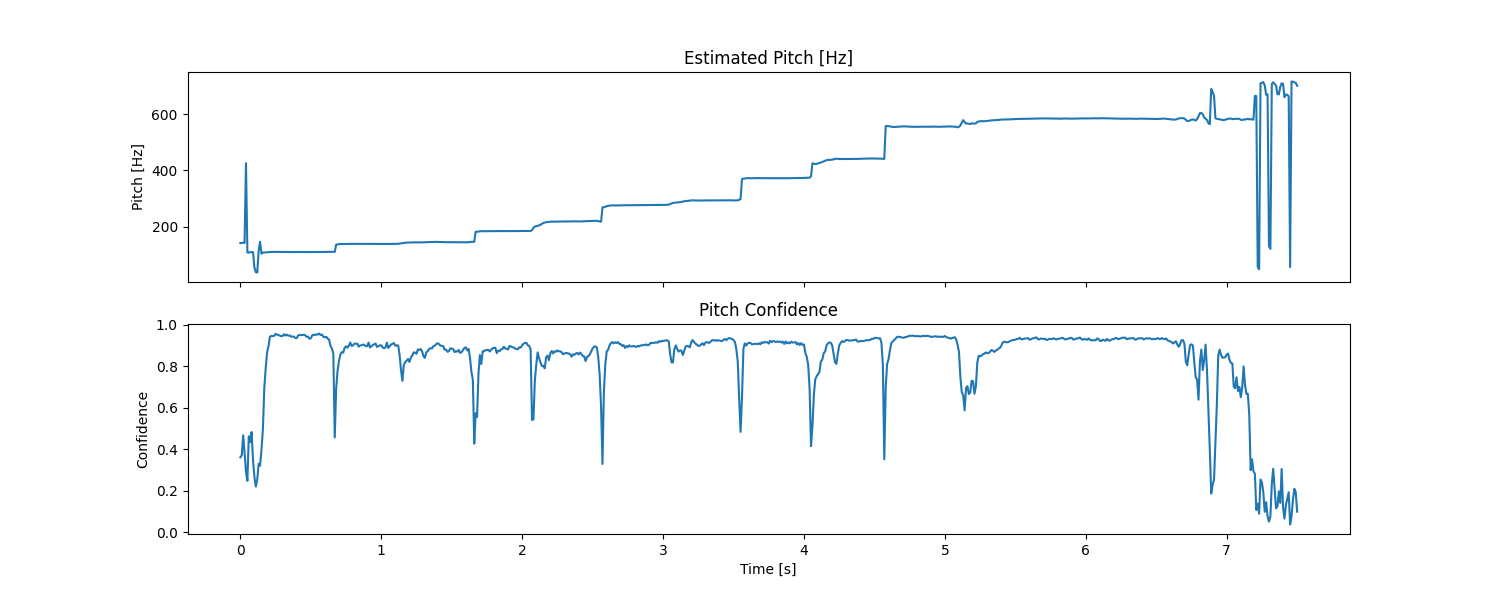 Estimated Pitch [Hz]
600
400
200
Pitch [Hz]
Pitch Confidence
1.0
0.8
0.6
0.4
0.2
0.0
Confidence
0 1 2 3 4 5 6 7
Time [s]